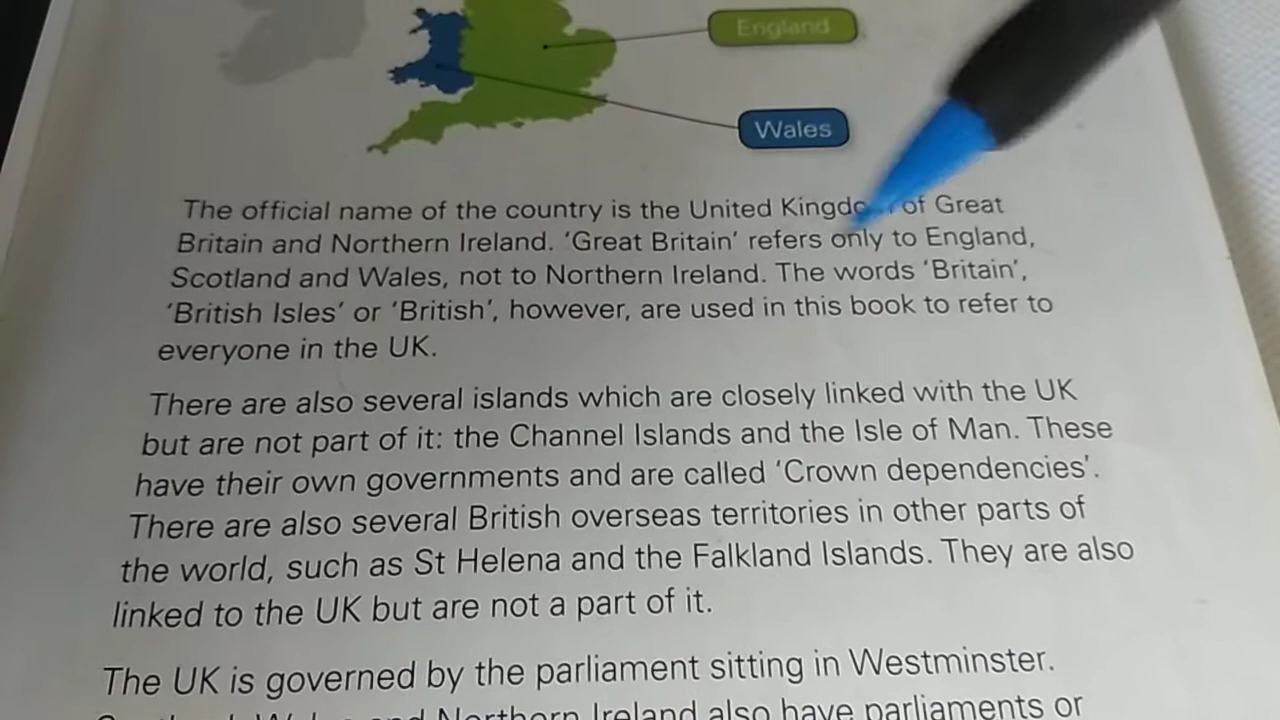 England
Wales
The official name of the country is the United of Great
Britain and Northern Ireland. ‘Great Britain’ refers only to England,
Scotland and Wales, not to Northern Ireland. The words ‘Britain’,
‘British Isles’ or ‘British’, however, are used in this book to refer to
everyone in the UK.
There are also several islands which are closely linked with the UK
but are not part of it: the Channel Islands and the Isle of Man. These
have their own governments and are called ‘Crown dependencies’.
There are also several British overseas territories in other parts of
the world, such as St Helena and the Falkland Islands. They are also
linked to the UK but are not a part of it.
The UK is governed by the parliament sitting in Westminster.
and Northern Ireland also have parliaments or